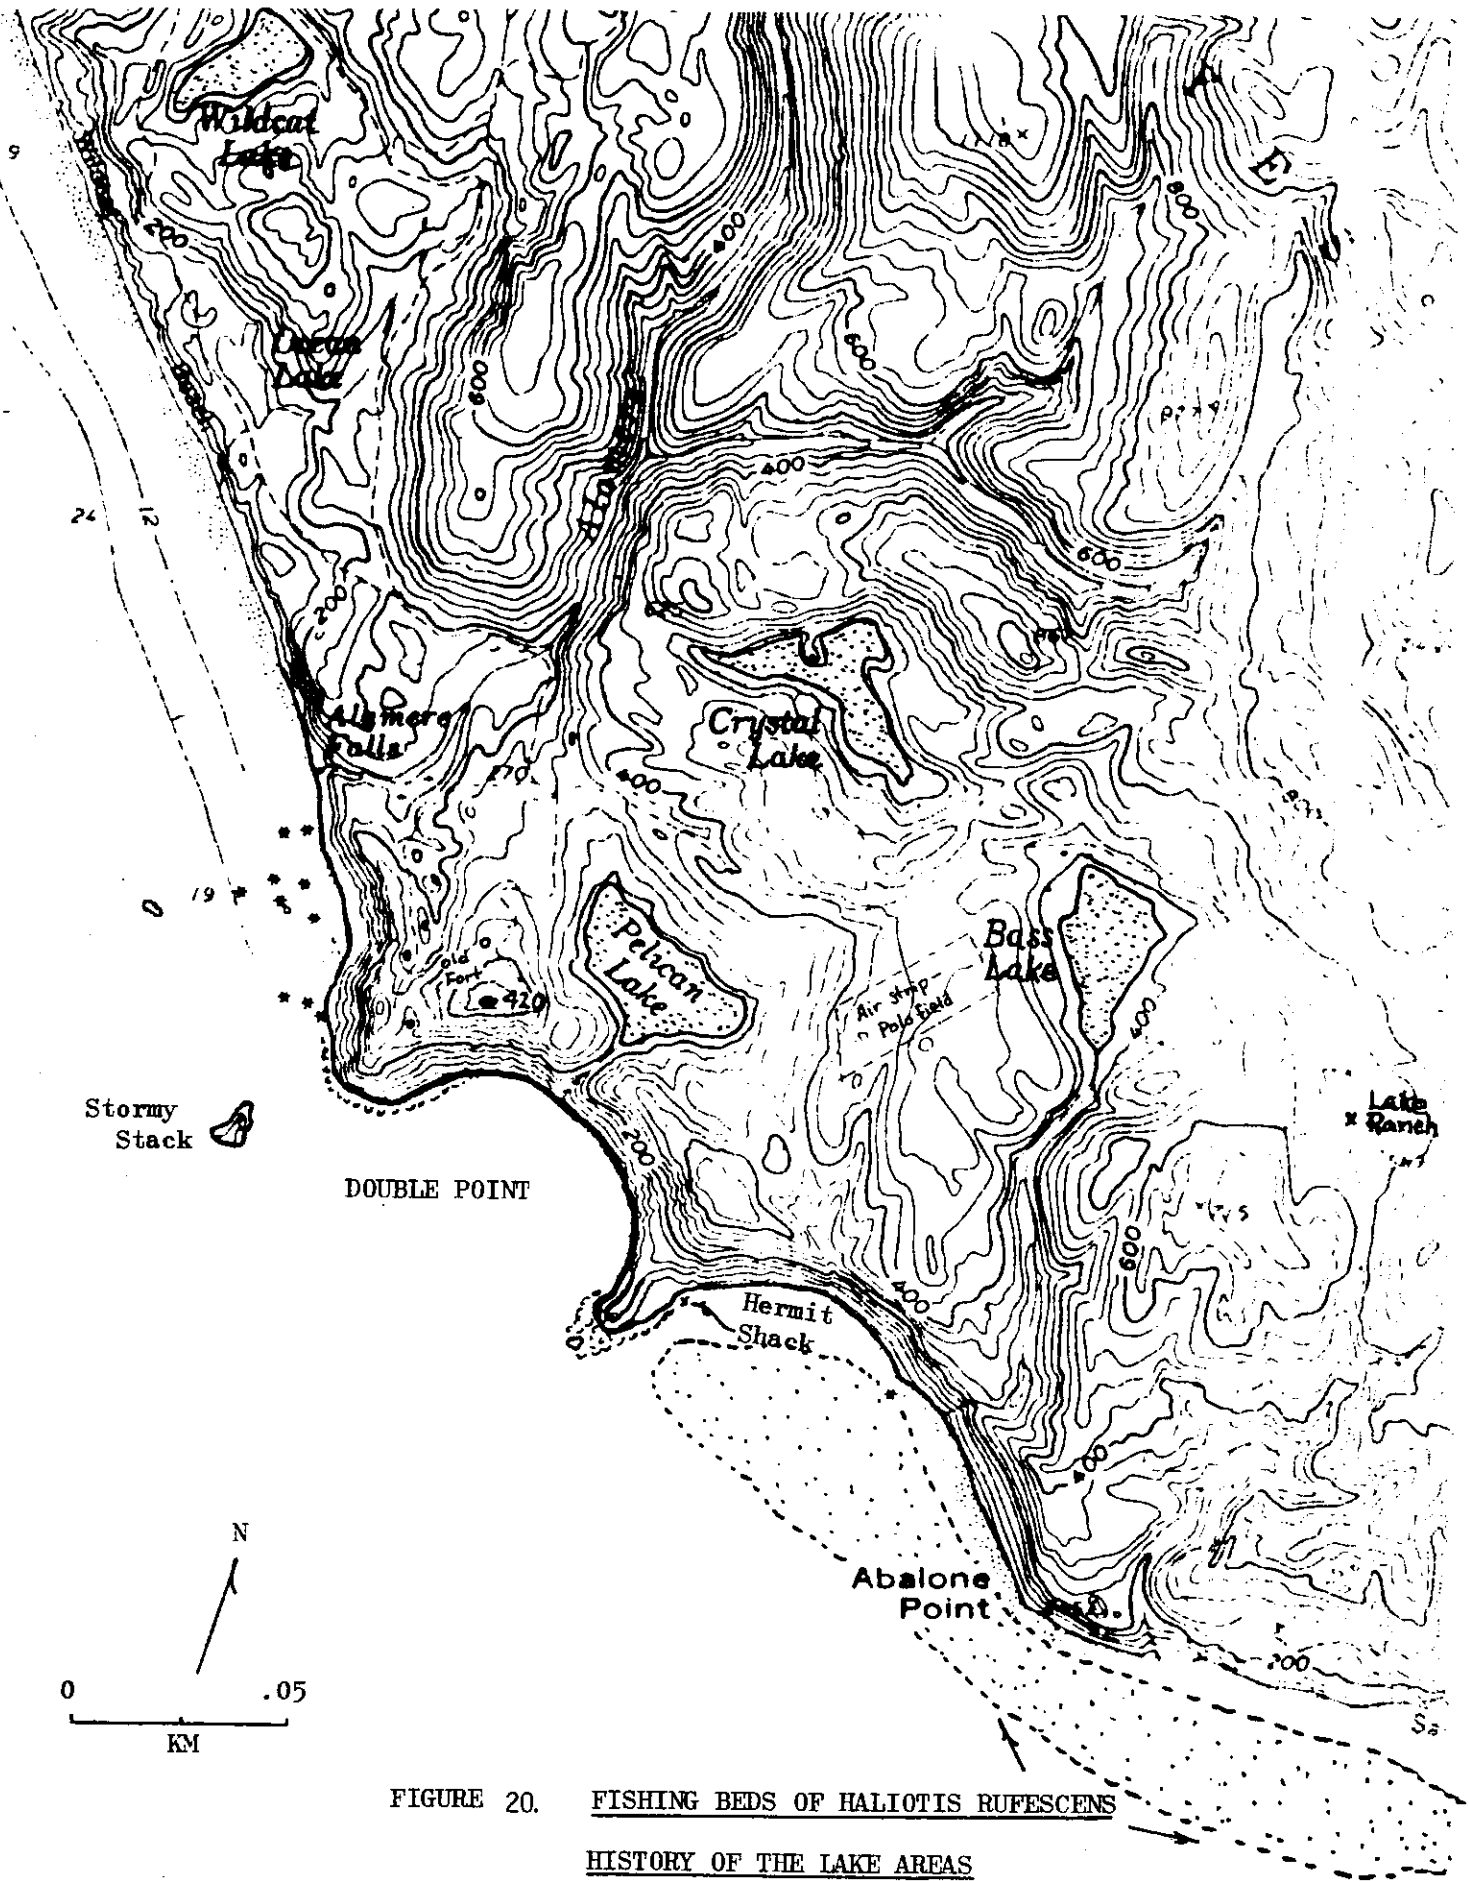 Wildcat
Lake
9
200
400
800
1118 x
E
Ocean
Lake
600
600
400
24
12
600
200
Alamere
Falls
Crystal
Lake
270
400
19
Old
Fort
420
Pelican
Lake
Bass
Lake
Air Strip
Polo field
400
Stormy
Stack
DOUBLE POINT
200
Lake
Ranch
600
400
Hermit
Shack
400
Abalone
Point
N
0 .05
KM
200
FIGURE 20. FISHING BEDS OF HALIOTIS RUFESCENS
HISTORY OF THE LAKE AREAS